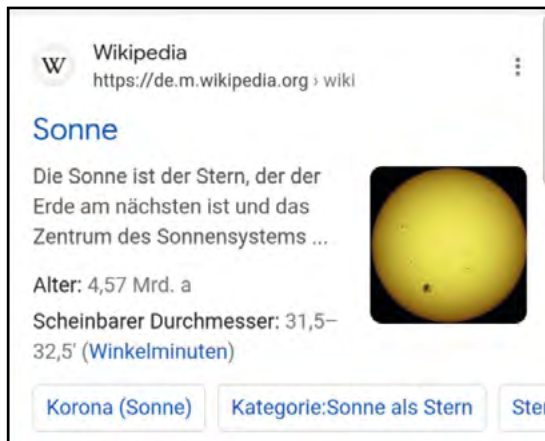 W
Wikipedia
https://de.m.wikipedia.org › wiki
Sonne
Die Sonne ist der Stern, der der
Erde am nächsten ist und das
Zentrum des Sonnensystems ...
Alter: 4,57 Mrd. a
Scheinbarer Durchmesser: 31,5–
32,5' (Winkelminuten)
Korona (Sonne) Kategorie:Sonne als Stern